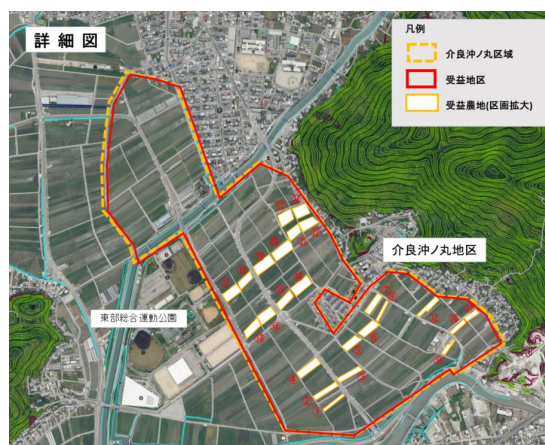 詳細図
凡例
介良沖ノ丸区域
受益地区
受益農地(区画拡大)
介良沖ノ丸地区
東部総合運動公園